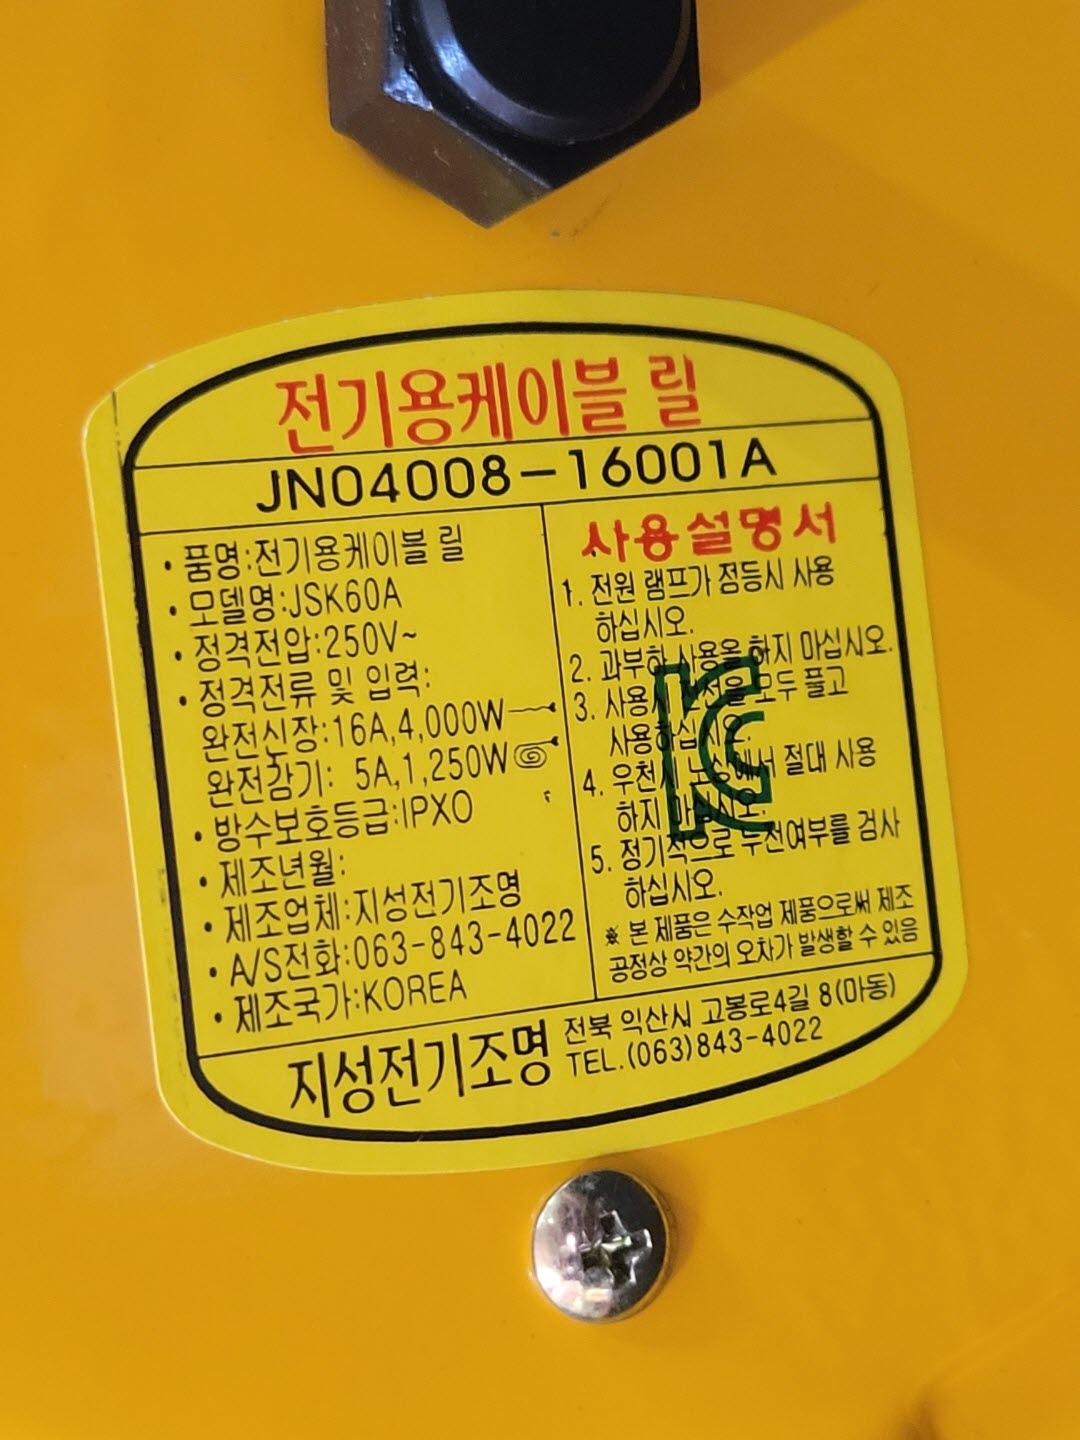 전기용케이블 릴
JN04008-16001A
• 품명:전기용케이블 릴
• 모델명:JSK60A
• 정격전압:250V~
• 정격전류 및 입력:
완전신장:16A,4,000W
완전감기: 5A,1,250W
• 방수보호등급:IPX0
• 제조년월:
• 제조업체:지성전기조명
• A/S전화:063-843-4022
• 제조국가:KOREA
사용설명서
1. 전원 램프가 점등시 사용
하십시오.
2. 과부하 사용을 하지 마십시오.
3. 사용시 전선을 모두 풀고
사용하십시오.
4. 우천시 노상에서 절대 사용
하지 마십시오.
5. 정기적으로 누전여부를 검사
하십시오.
※ 본 제품은 수작업 제품으로써 제조
공정상 약간의 오차가 발생할 수 있음
지성전기조명
전북 익산시 고봉로4길 8(마동)
TEL.(063)843-4022